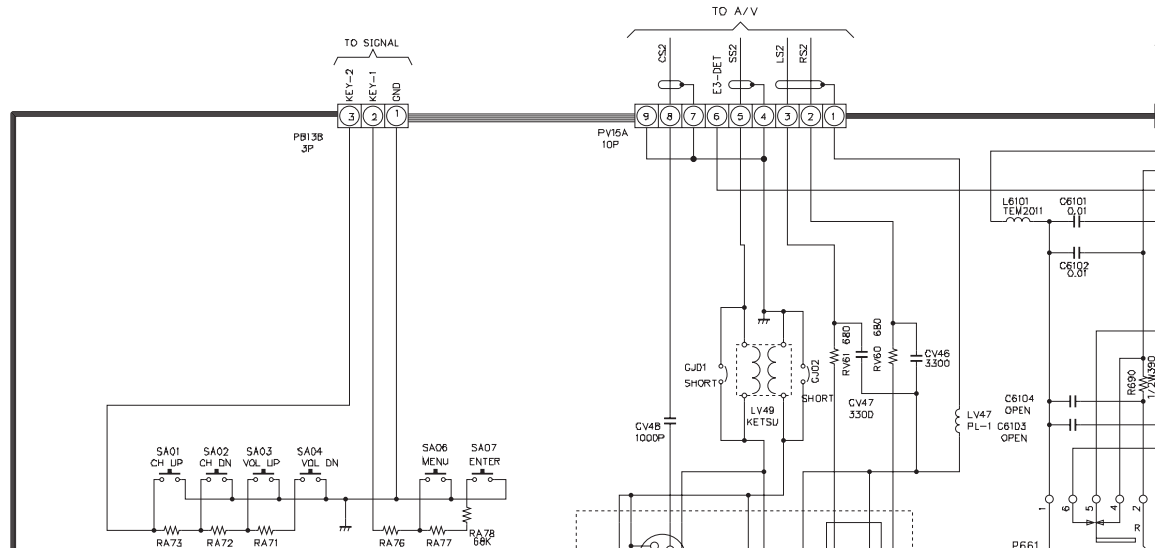 TO A/V
TO SIGNAL
KEY-2
KEY-1
GND
CS2
E3-DET
SS2
LS2
RS2
3 2 1
9 8 7 6 5 4 3 2 1
PB13B
3P
PV15A
10P
L6101
TEM2011
C6101
0.01
C6102
0.01
GJ01
SHORT
LV49
KETSU
GJ02
SHORT
RV61 680
CV47
3300
RV60 680
CV46
3300
R690
1/2W390
C6104
OPEN
C6103
OPEN
LV47
PL-1
CV48
1000P
SA01
CH UP
SA02
CH DN
SA03
VOL UP
SA04
VOL DN
SA06
MENU
SA07
ENTER
RA73
RA72
RA71
RA76
RA77
RA78
68K
1 6 5 4 2
R
P661